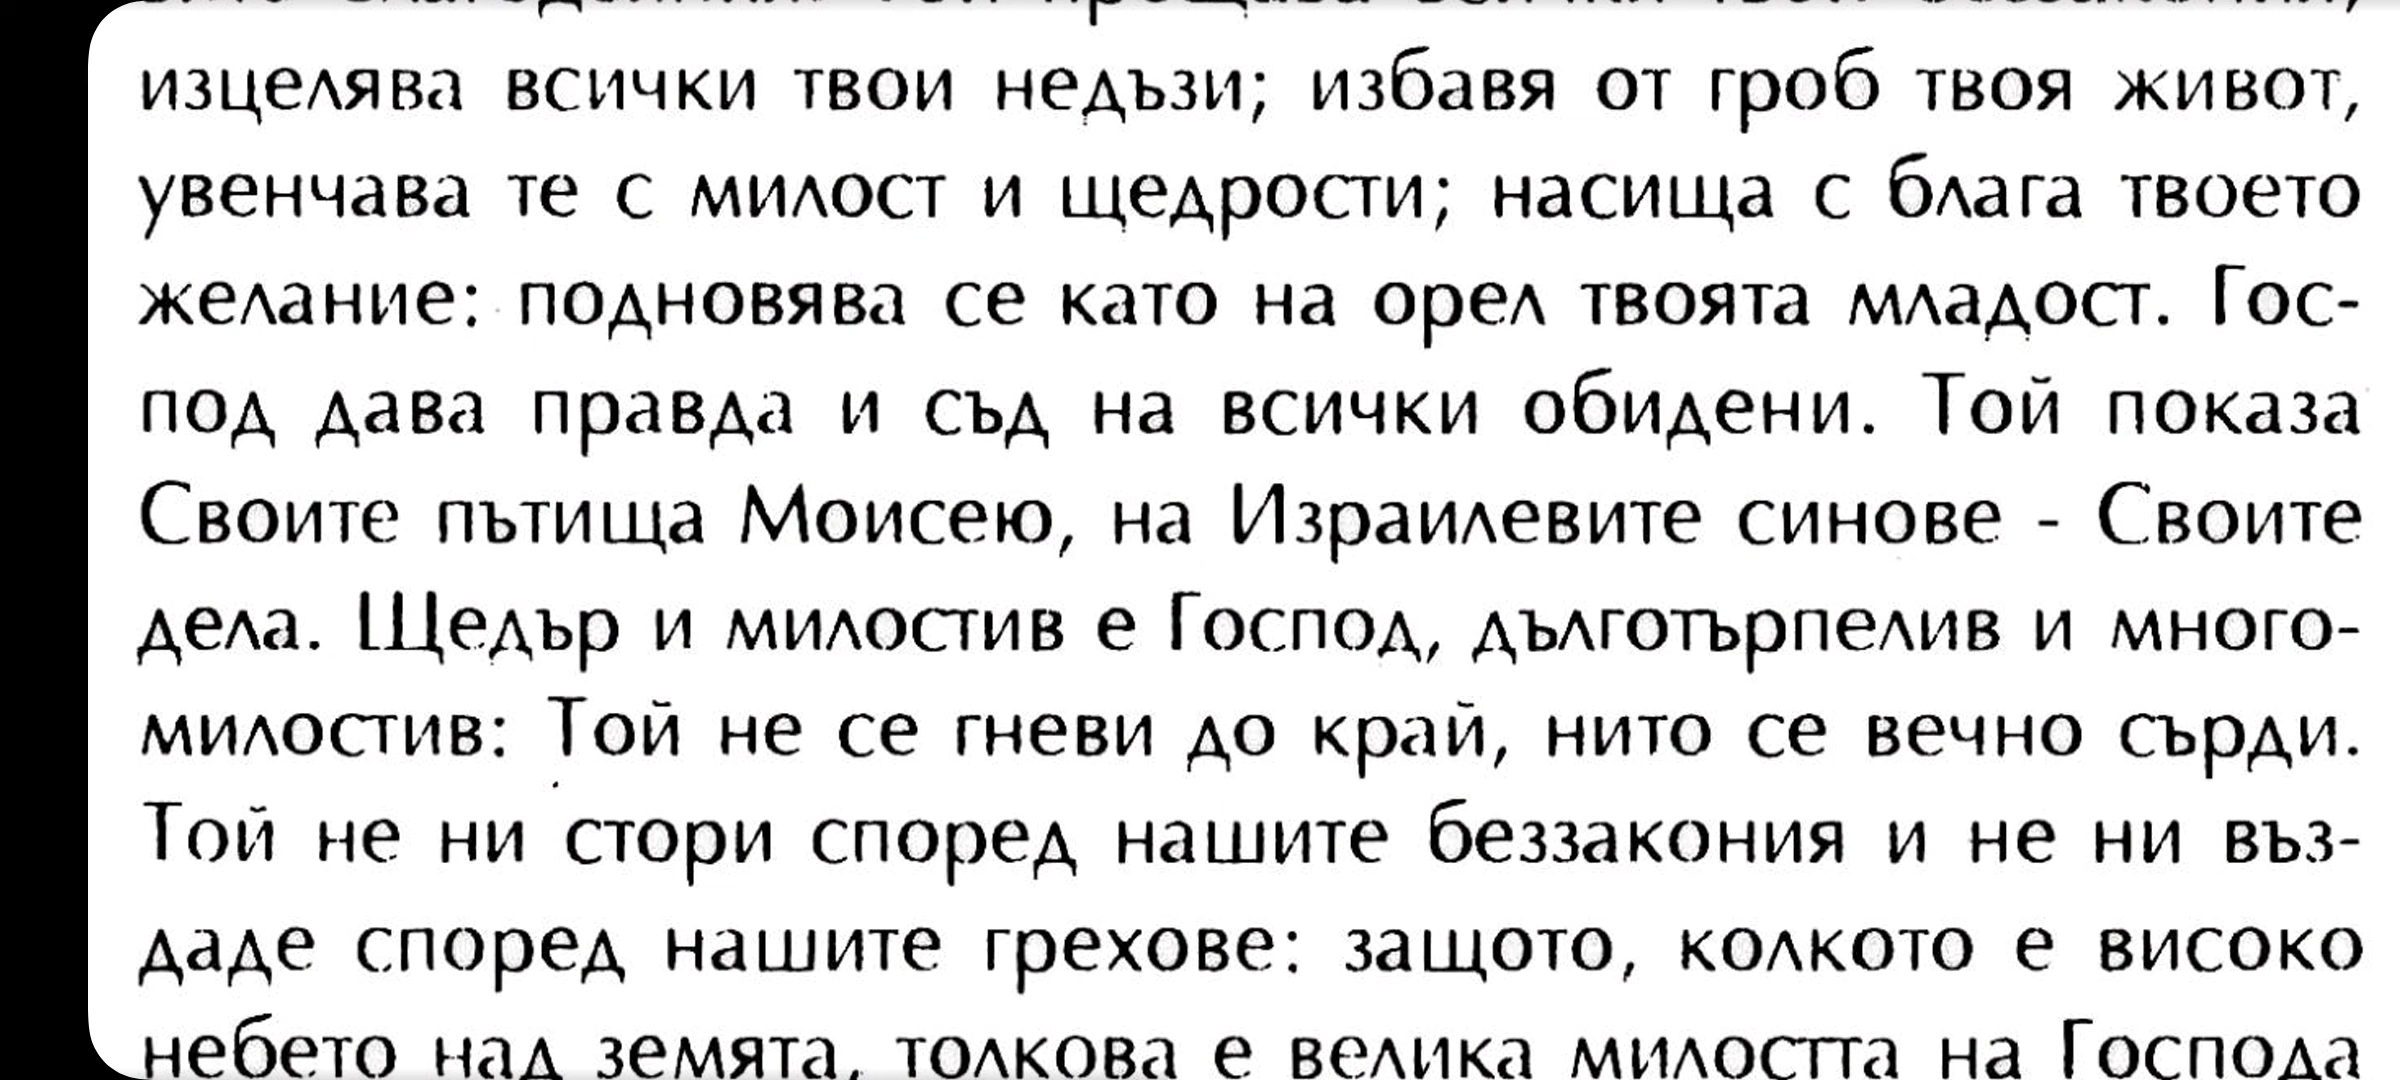 изцелява всички твои недъзи; избавя от гроб твоя живот,
увенчава те с милост и щедрости; насища с блага твоето
желание: подновява се като на орел твоята младост. Гос-
под дава правда и съд на всички обидени. Той показа
Своите пътища Моисею, на Израилевите синове - Своите
дела. Щедър и милостив е Господ, дълготърпелив и много-
милостив: Той не се гневи до край, нито се вечно сърди.
Той не ни стори според нашите беззакония и не ни въз-
даде според нашите грехове: защото, колкото е високо
небето над земята, толкова е велика милостта на Господа